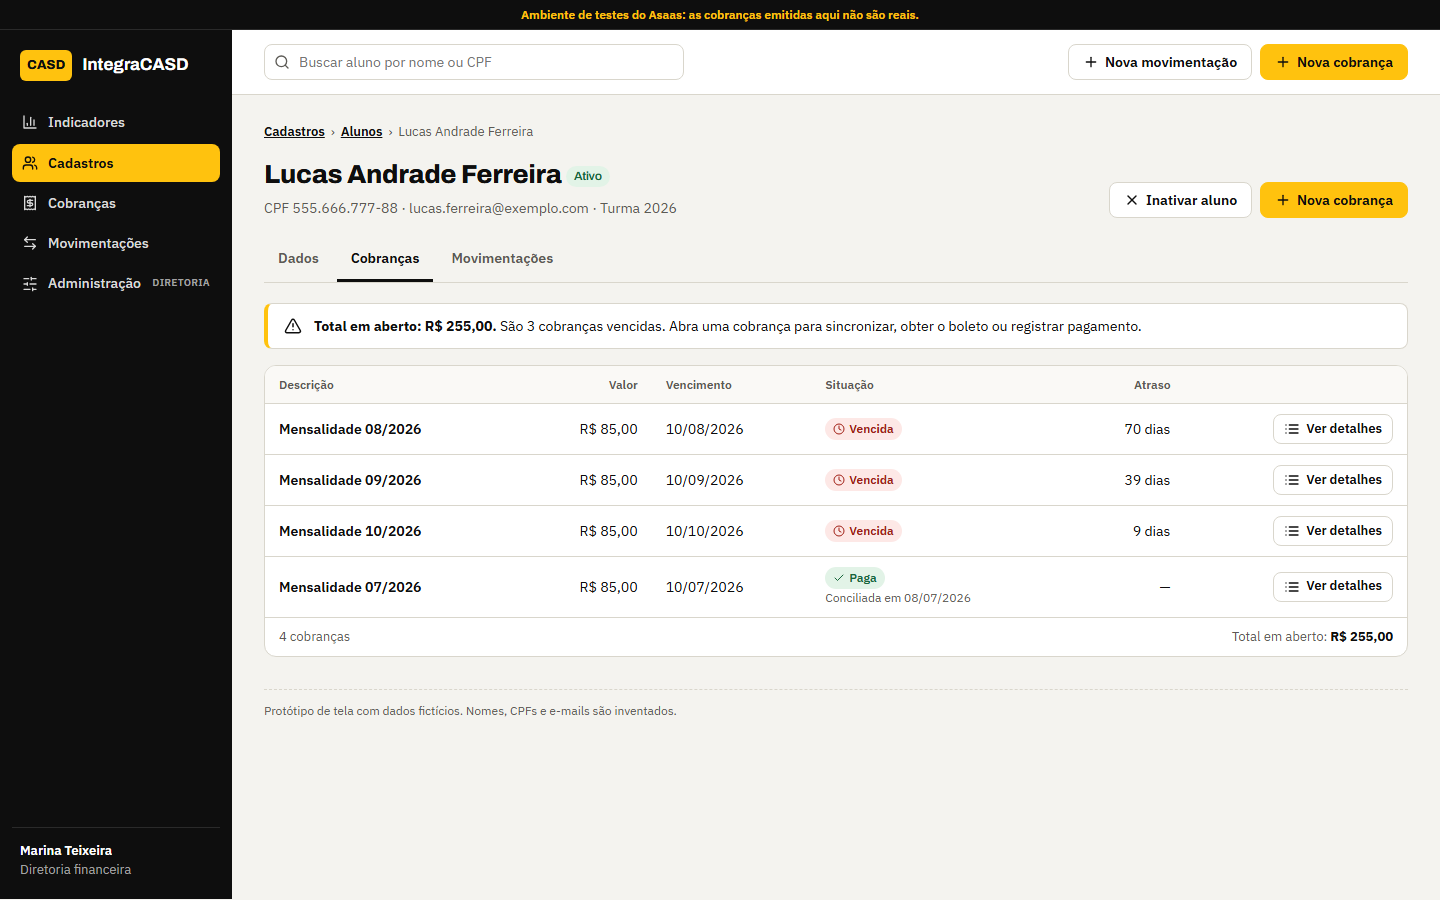 Ambiente de testes do Asaas: as cobranças emitidas aqui não são reais.
CASD IntegraCASD
Indicadores
Cadastros
Cobranças
Movimentações
Administração DIRETORIA
Marina Teixeira
Diretoria financeira
Buscar aluno por nome ou CPF
Nova movimentação
Nova cobrança
Cadastros › Alunos › Lucas Andrade Ferreira
Lucas Andrade Ferreira Ativo
CPF 555.666.777-88 · lucas.ferreira@exemplo.com · Turma 2026
Inativar aluno
Nova cobrança
Dados Cobranças Movimentações
Total em aberto: R$ 255,00. São 3 cobranças vencidas. Abra uma cobrança para sincronizar, obter o boleto ou registrar pagamento.
Descrição Valor Vencimento Situação Atraso
Mensalidade 08/2026 R$ 85,00 10/08/2026 Vencida 70 dias Ver detalhes
Mensalidade 09/2026 R$ 85,00 10/09/2026 Vencida 39 dias Ver detalhes
Mensalidade 10/2026 R$ 85,00 10/10/2026 Vencida 9 dias Ver detalhes
Mensalidade 07/2026 R$ 85,00 10/07/2026 Paga — Ver detalhes
Conciliada em 08/07/2026
4 cobranças Total em aberto: R$ 255,00
Protótipo de tela com dados fictícios. Nomes, CPFs e e-mails são inventados.